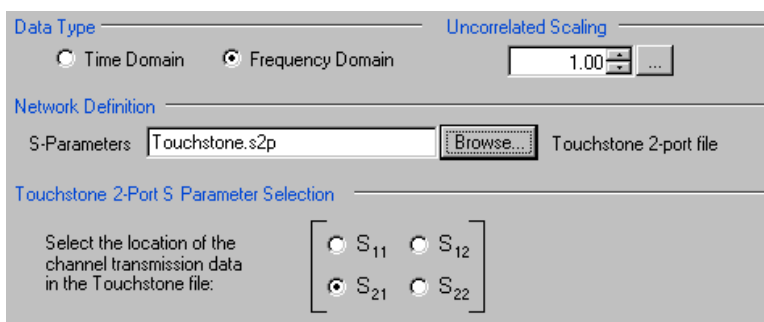 Data Type Uncorrelated Scaling
Time Domain Frequency Domain 1.00 ...
Network Definition
S-Parameters Touchstone.s2p Browse... Touchstone 2-port file
Touchstone 2-Port S Parameter Selection
Select the location of the
channel transmission data
in the Touchstone file:
S11 S12
S21 S22